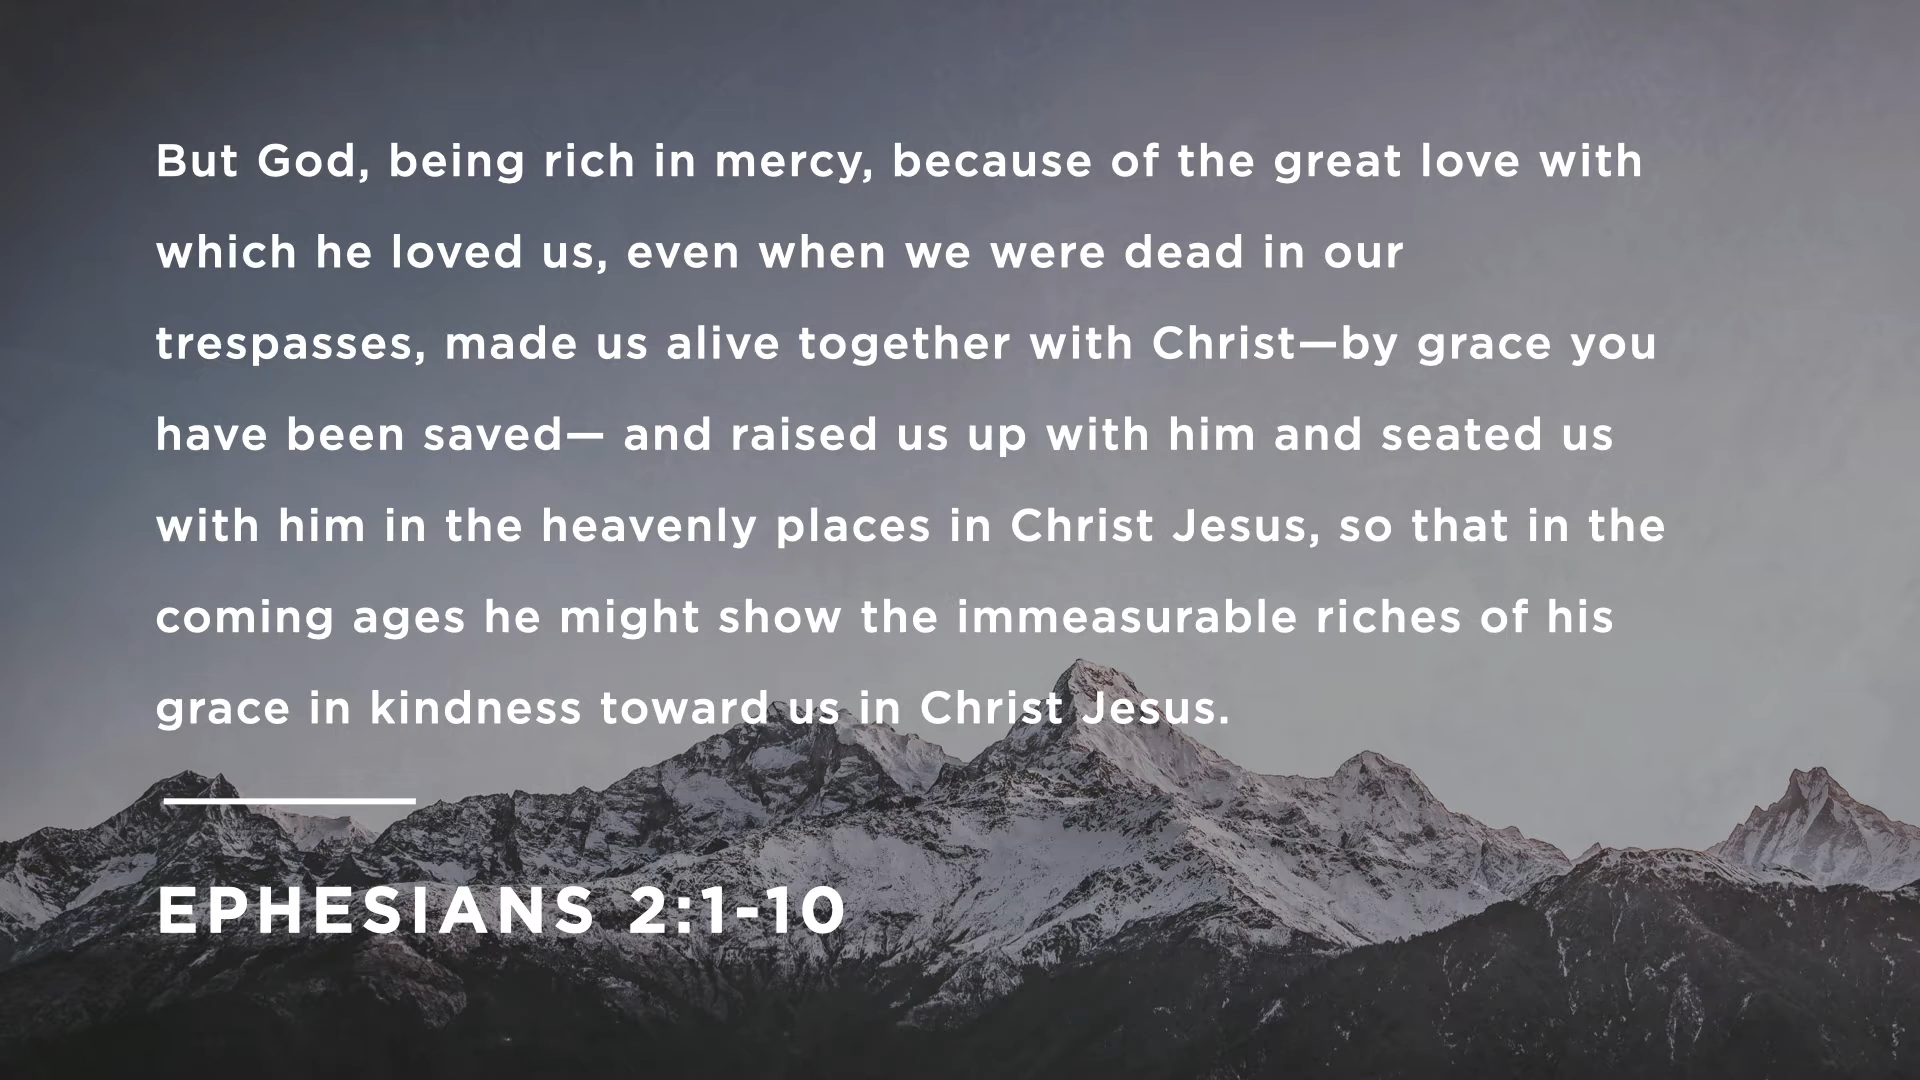 But God, being rich in mercy, because of the great love with
which he loved us, even when we were dead in our
trespasses, made us alive together with Christ—by grace you
have been saved— and raised us up with him and seated us
with him in the heavenly places in Christ Jesus, so that in the
coming ages he might show the immeasurable riches of his
grace in kindness toward us in Christ Jesus.
EPHESIANS 2:1-10